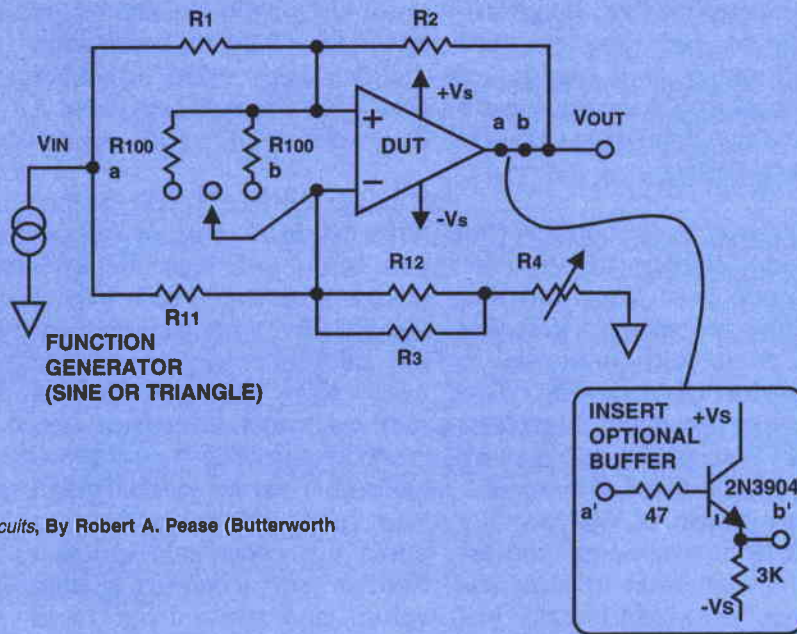 R1
R2
+Vs
a b
VOUT
VIN
R100
a
R100
b
+
DUT
−
-Vs
R12
R4
R11
R3
FUNCTION
GENERATOR
(SINE OR TRIANGLE)
INSERT
OPTIONAL
BUFFER
+Vs
2N3904
a'
47
b'
3K
-Vs
cuits, By Robert A. Pease (Butterworth